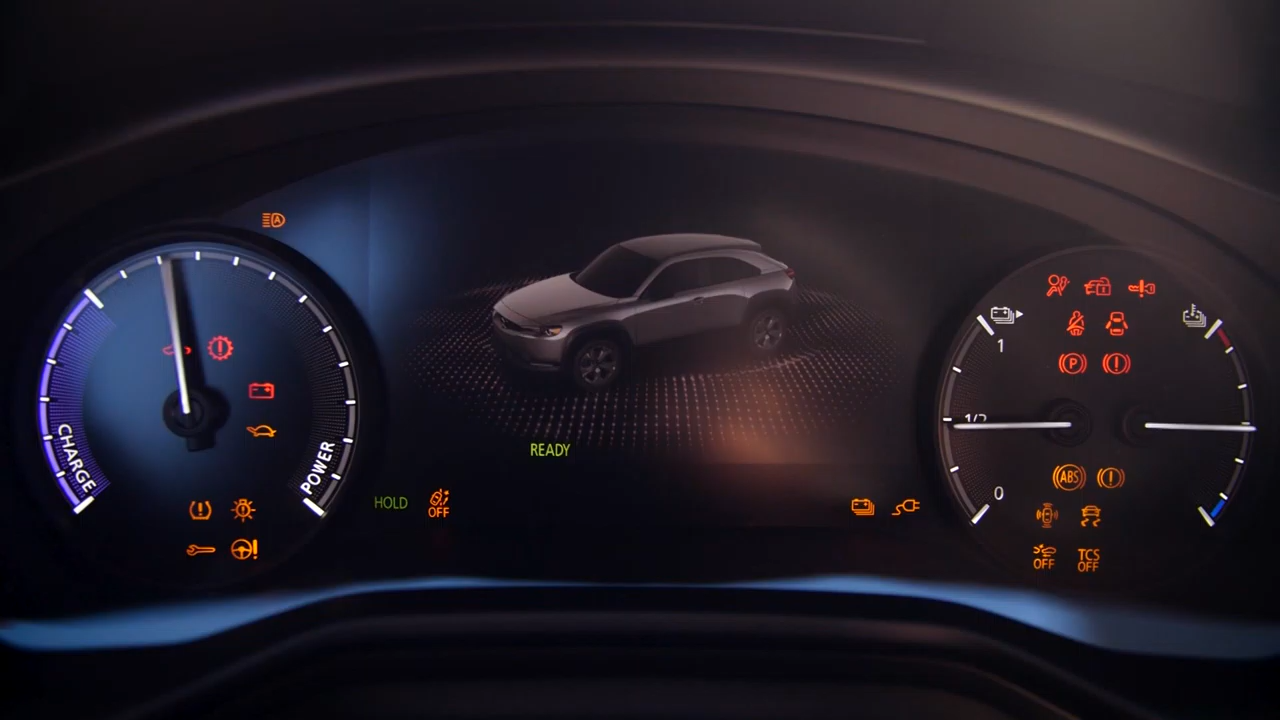 CHARGE
POWER
READY
HOLD
OFF
1
1/2
0
P
ABS
OFF
TCS
OFF